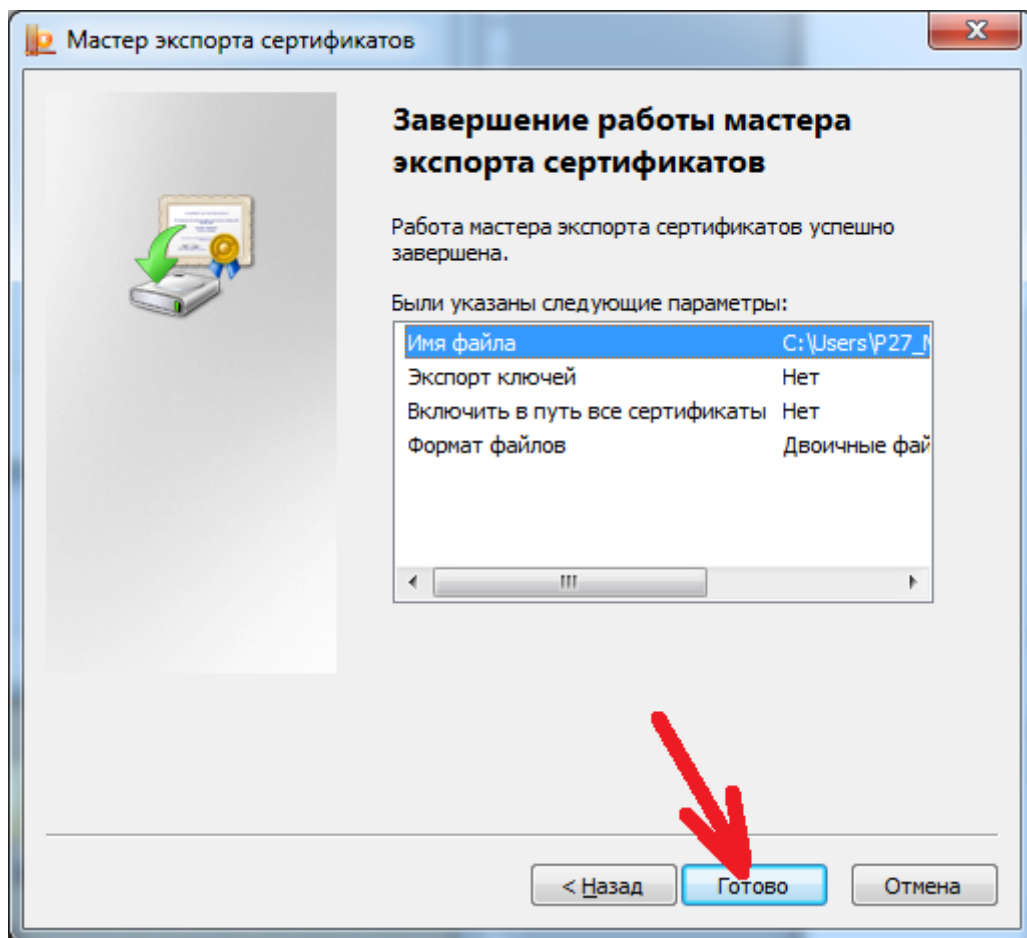 Мастер экспорта сертификатов
Завершение работы мастера
экспорта сертификатов
Работа мастера экспорта сертификатов успешно
завершена.
Были указаны следующие параметры:
Имя файла C:\Users\P27_
Экспорт ключей Нет
Включить в путь все сертификаты Нет
Формат файлов Двоичные фай
< Назад Готово Отмена